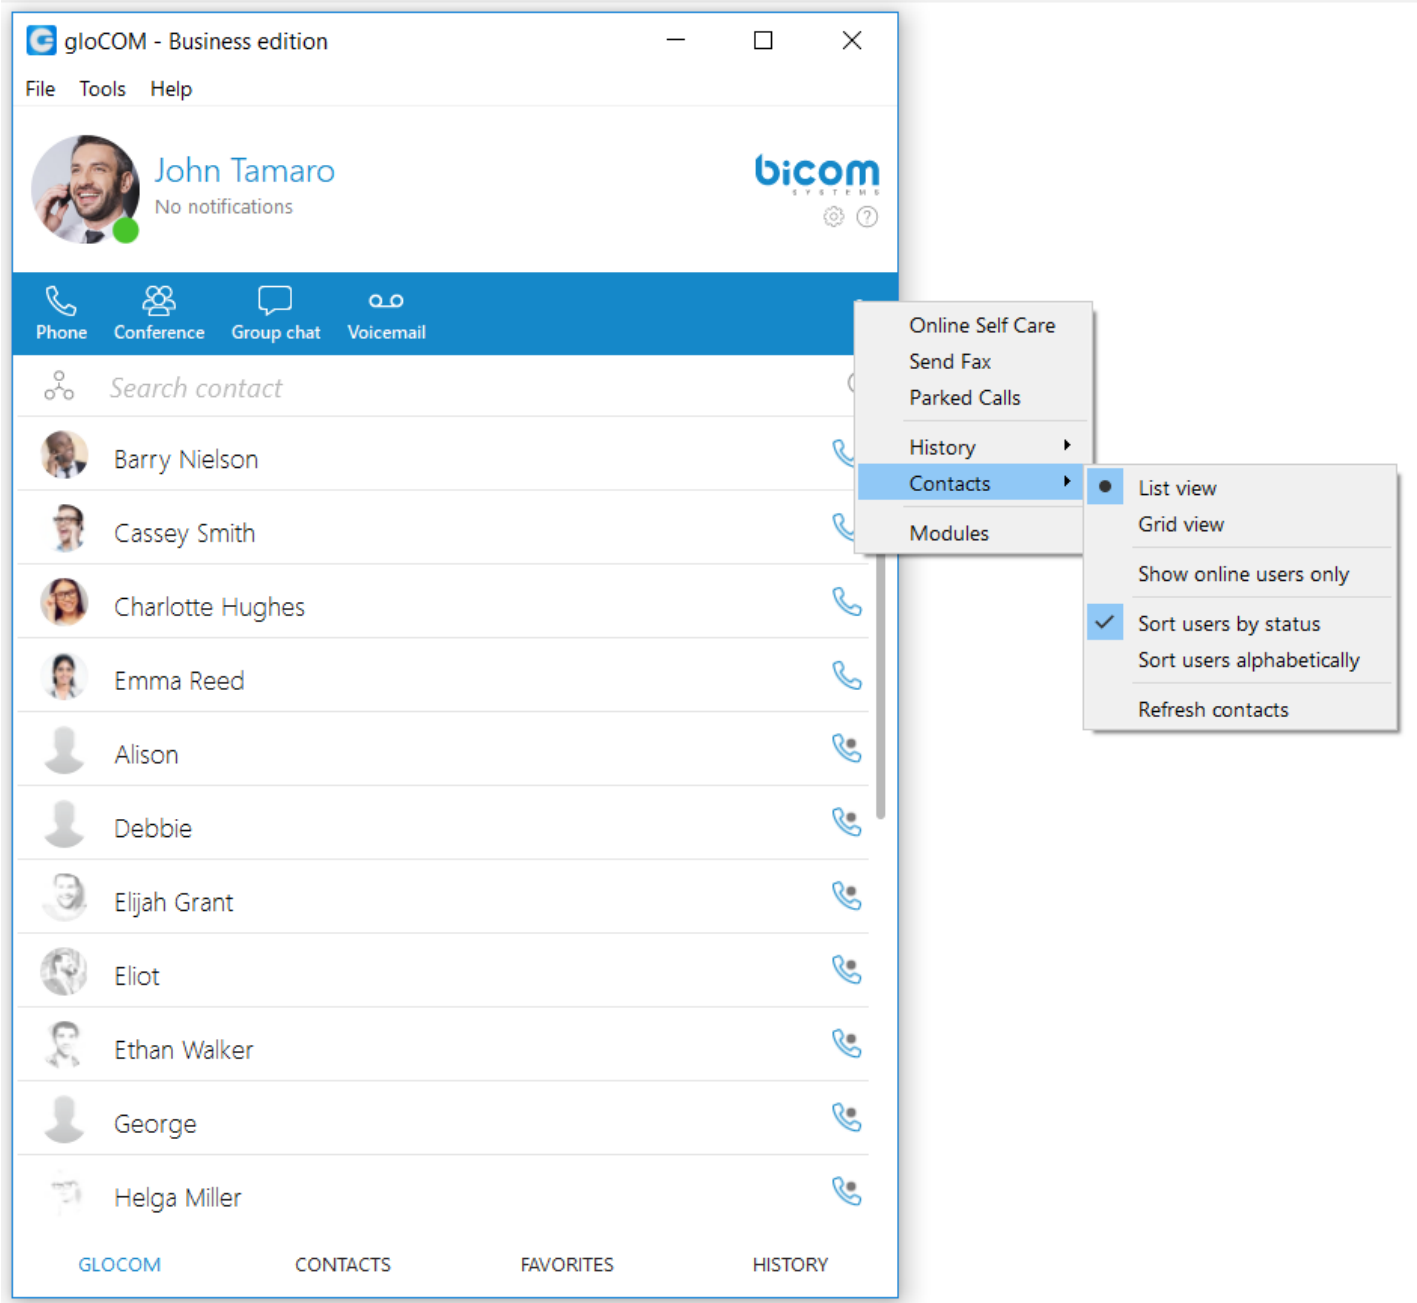 gloCOM - Business edition
File Tools Help
John Tamaro
No notifications
bicom
SYSTEMS
Phone Conference Group chat Voicemail
Search contact
Barry Nielson
Cassey Smith
Charlotte Hughes
Emma Reed
Alison
Debbie
Elijah Grant
Eliot
Ethan Walker
George
Helga Miller
GLOCOM CONTACTS FAVORITES HISTORY
Online Self Care
Send Fax
Parked Calls
History
Contacts
Modules
List view
Grid view
Show online users only
Sort users by status
Sort users alphabetically
Refresh contacts